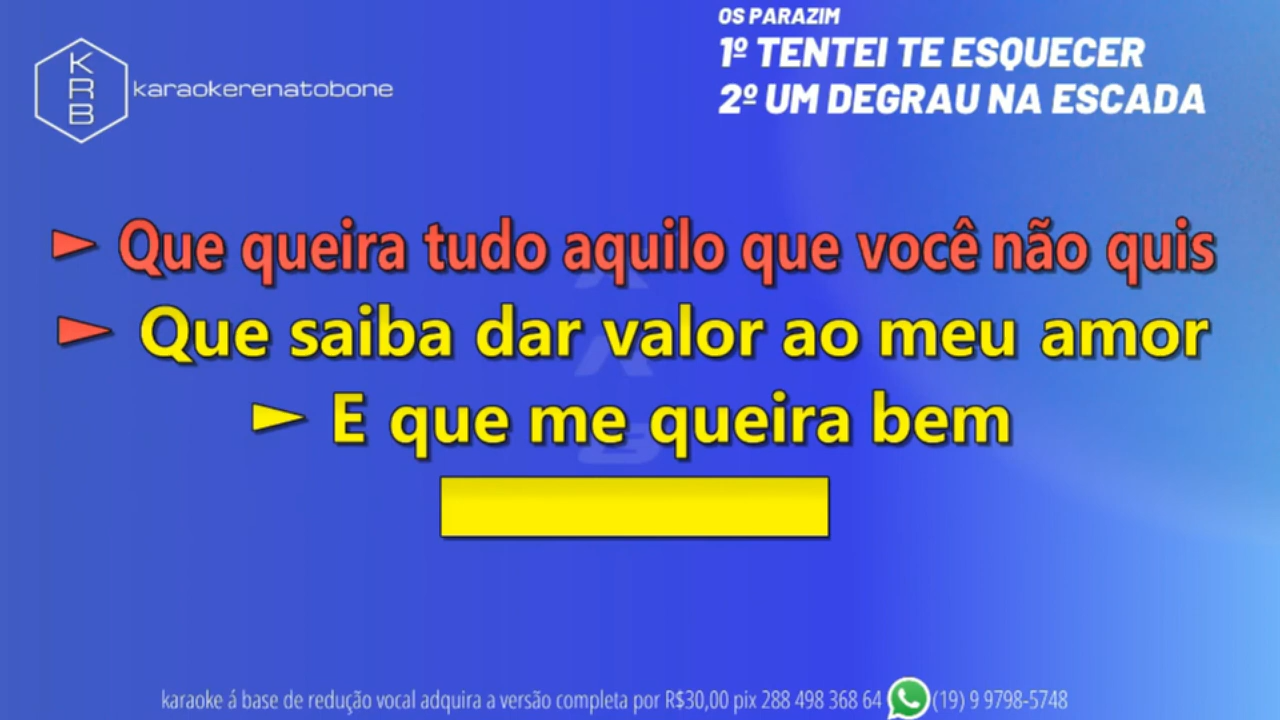 KRB
karaokerenatobone
OS PARAZIM
1º TENTEI TE ESQUECER
2º UM DEGRAU NA ESCADA
► Que queira tudo aquilo que você não quis
► Que saiba dar valor ao meu amor
► E que me queira bem
karaoke á base de redução vocal adquira a versão completa por R$30,00 pix 288 498 368 64 (19) 9 9798-5748